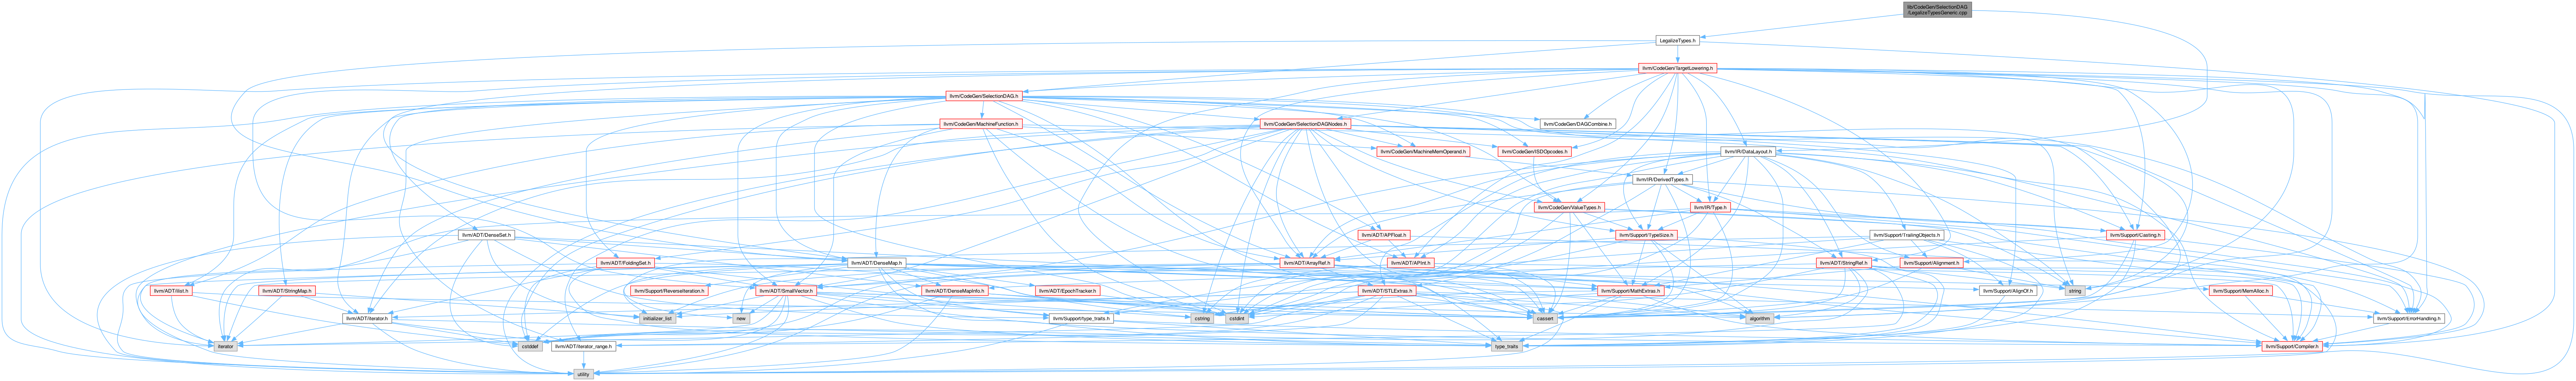 lib/CodeGen/SelectionDAG
/LegalizeTypesGeneric.cpp
LegalizeTypes.h
llvm/CodeGen/TargetLowering.h
llvm/CodeGen/SelectionDAG.h
llvm/CodeGen/MachineFunction.h
llvm/CodeGen/SelectionDAGNodes.h
llvm/CodeGen/DAGCombine.h
llvm/CodeGen/MachineMemOperand.h
llvm/CodeGen/ISDOpcodes.h
llvm/IR/DataLayout.h
llvm/IR/DerivedTypes.h
llvm/CodeGen/ValueTypes.h
llvm/IR/Type.h
llvm/ADT/DenseSet.h
llvm/ADT/APFloat.h
llvm/Support/TypeSize.h
llvm/Support/TrailingObjects.h
llvm/Support/Casting.h
llvm/ADT/FoldingSet.h
llvm/ADT/DenseMap.h
llvm/ADT/ArrayRef.h
llvm/ADT/APInt.h
llvm/ADT/StringRef.h
llvm/Support/Alignment.h
llvm/ADT/ilist.h
llvm/ADT/StringMap.h
llvm/Support/ReverseIteration.h
llvm/ADT/SmallVector.h
llvm/ADT/DenseMapInfo.h
llvm/ADT/EpochTracker.h
llvm/ADT/STLExtras.h
llvm/Support/MathExtras.h
llvm/Support/AlignOf.h
string
llvm/Support/MemAlloc.h
llvm/ADT/iterator.h
initializer_list
new
llvm/Support/type_traits.h
cstring
cstdint
cassert
algorithm
llvm/Support/ErrorHandling.h
iterator
cstddef
llvm/ADT/iterator_range.h
type_traits
llvm/Support/Compiler.h
utility